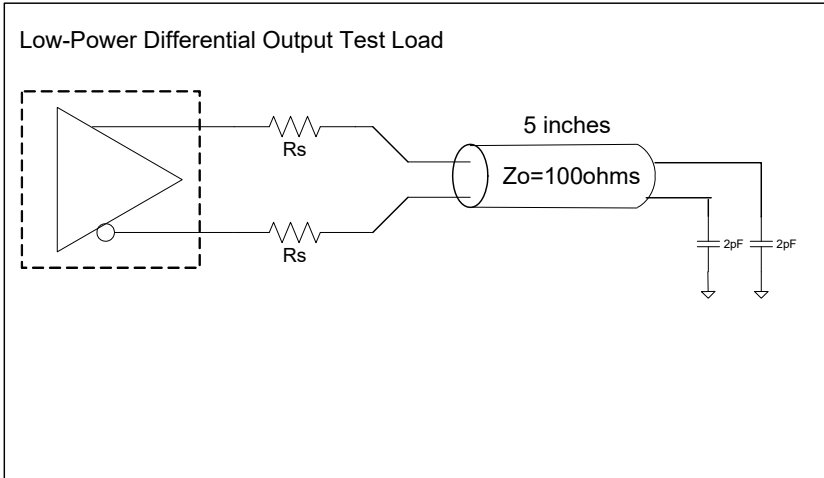 Low-Power Differential Output Test Load
Rs
5 inches
Zo=100ohms
Rs
2pF
2pF